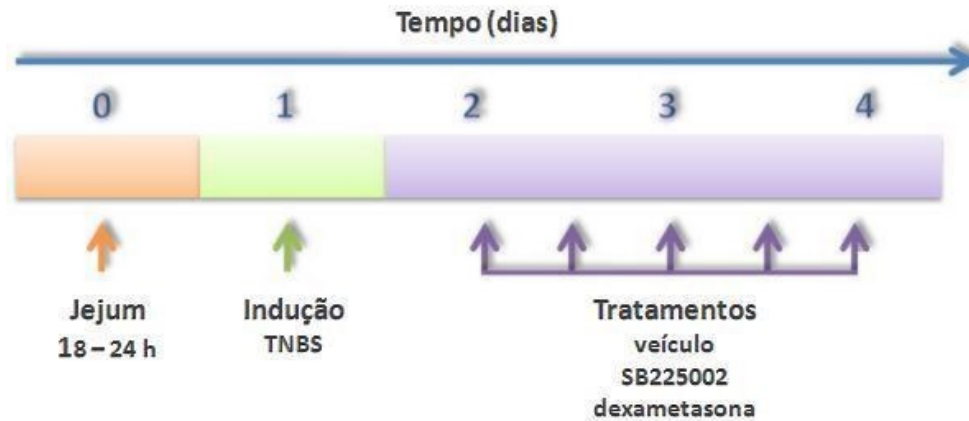 Tempo (dias)
0 1 2 3 4
Jejum
18 – 24 h
Indução
TNBS
Tratamentos
veículo
SB225002
dexametasona